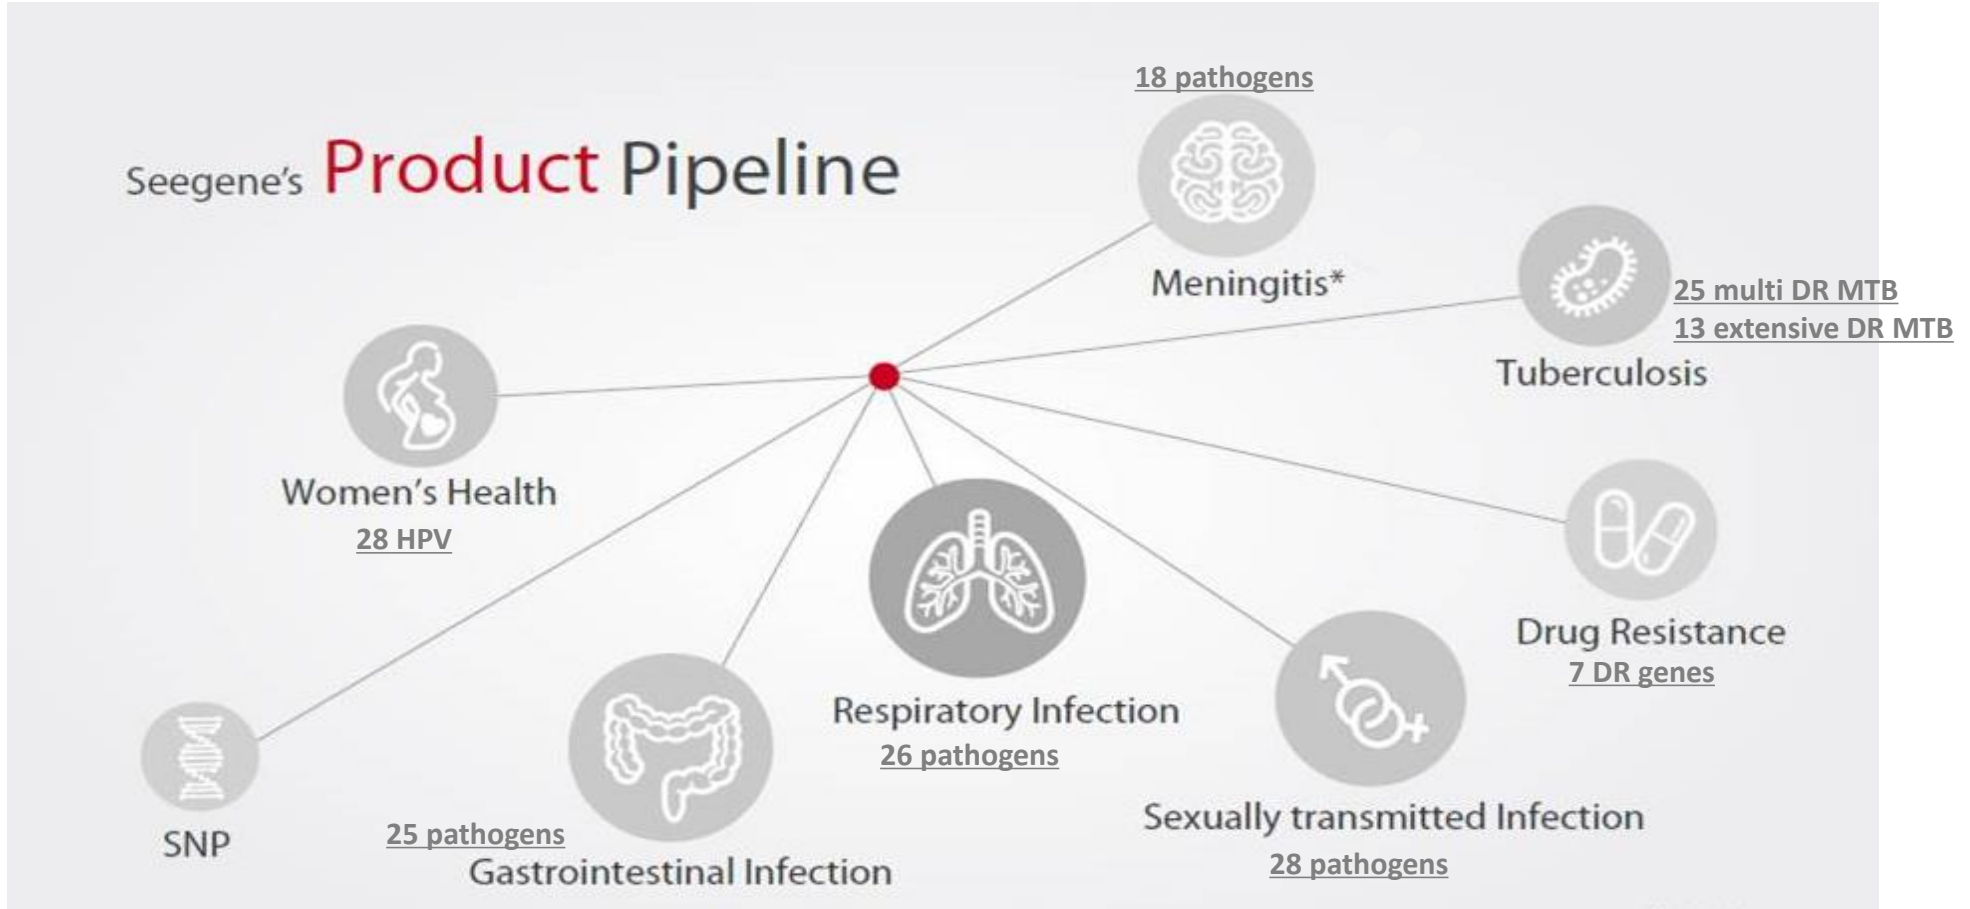 18 pathogens
Seegene's Product Pipeline
Meningitis*
25 multi DR MTB
13 extensive DR MTB
Tuberculosis
Women's Health
28 HPV
Drug Resistance
7 DR genes
Respiratory Infection
26 pathogens
Sexually transmitted Infection
28 pathogens
SNP
25 pathogens
Gastrointestinal Infection